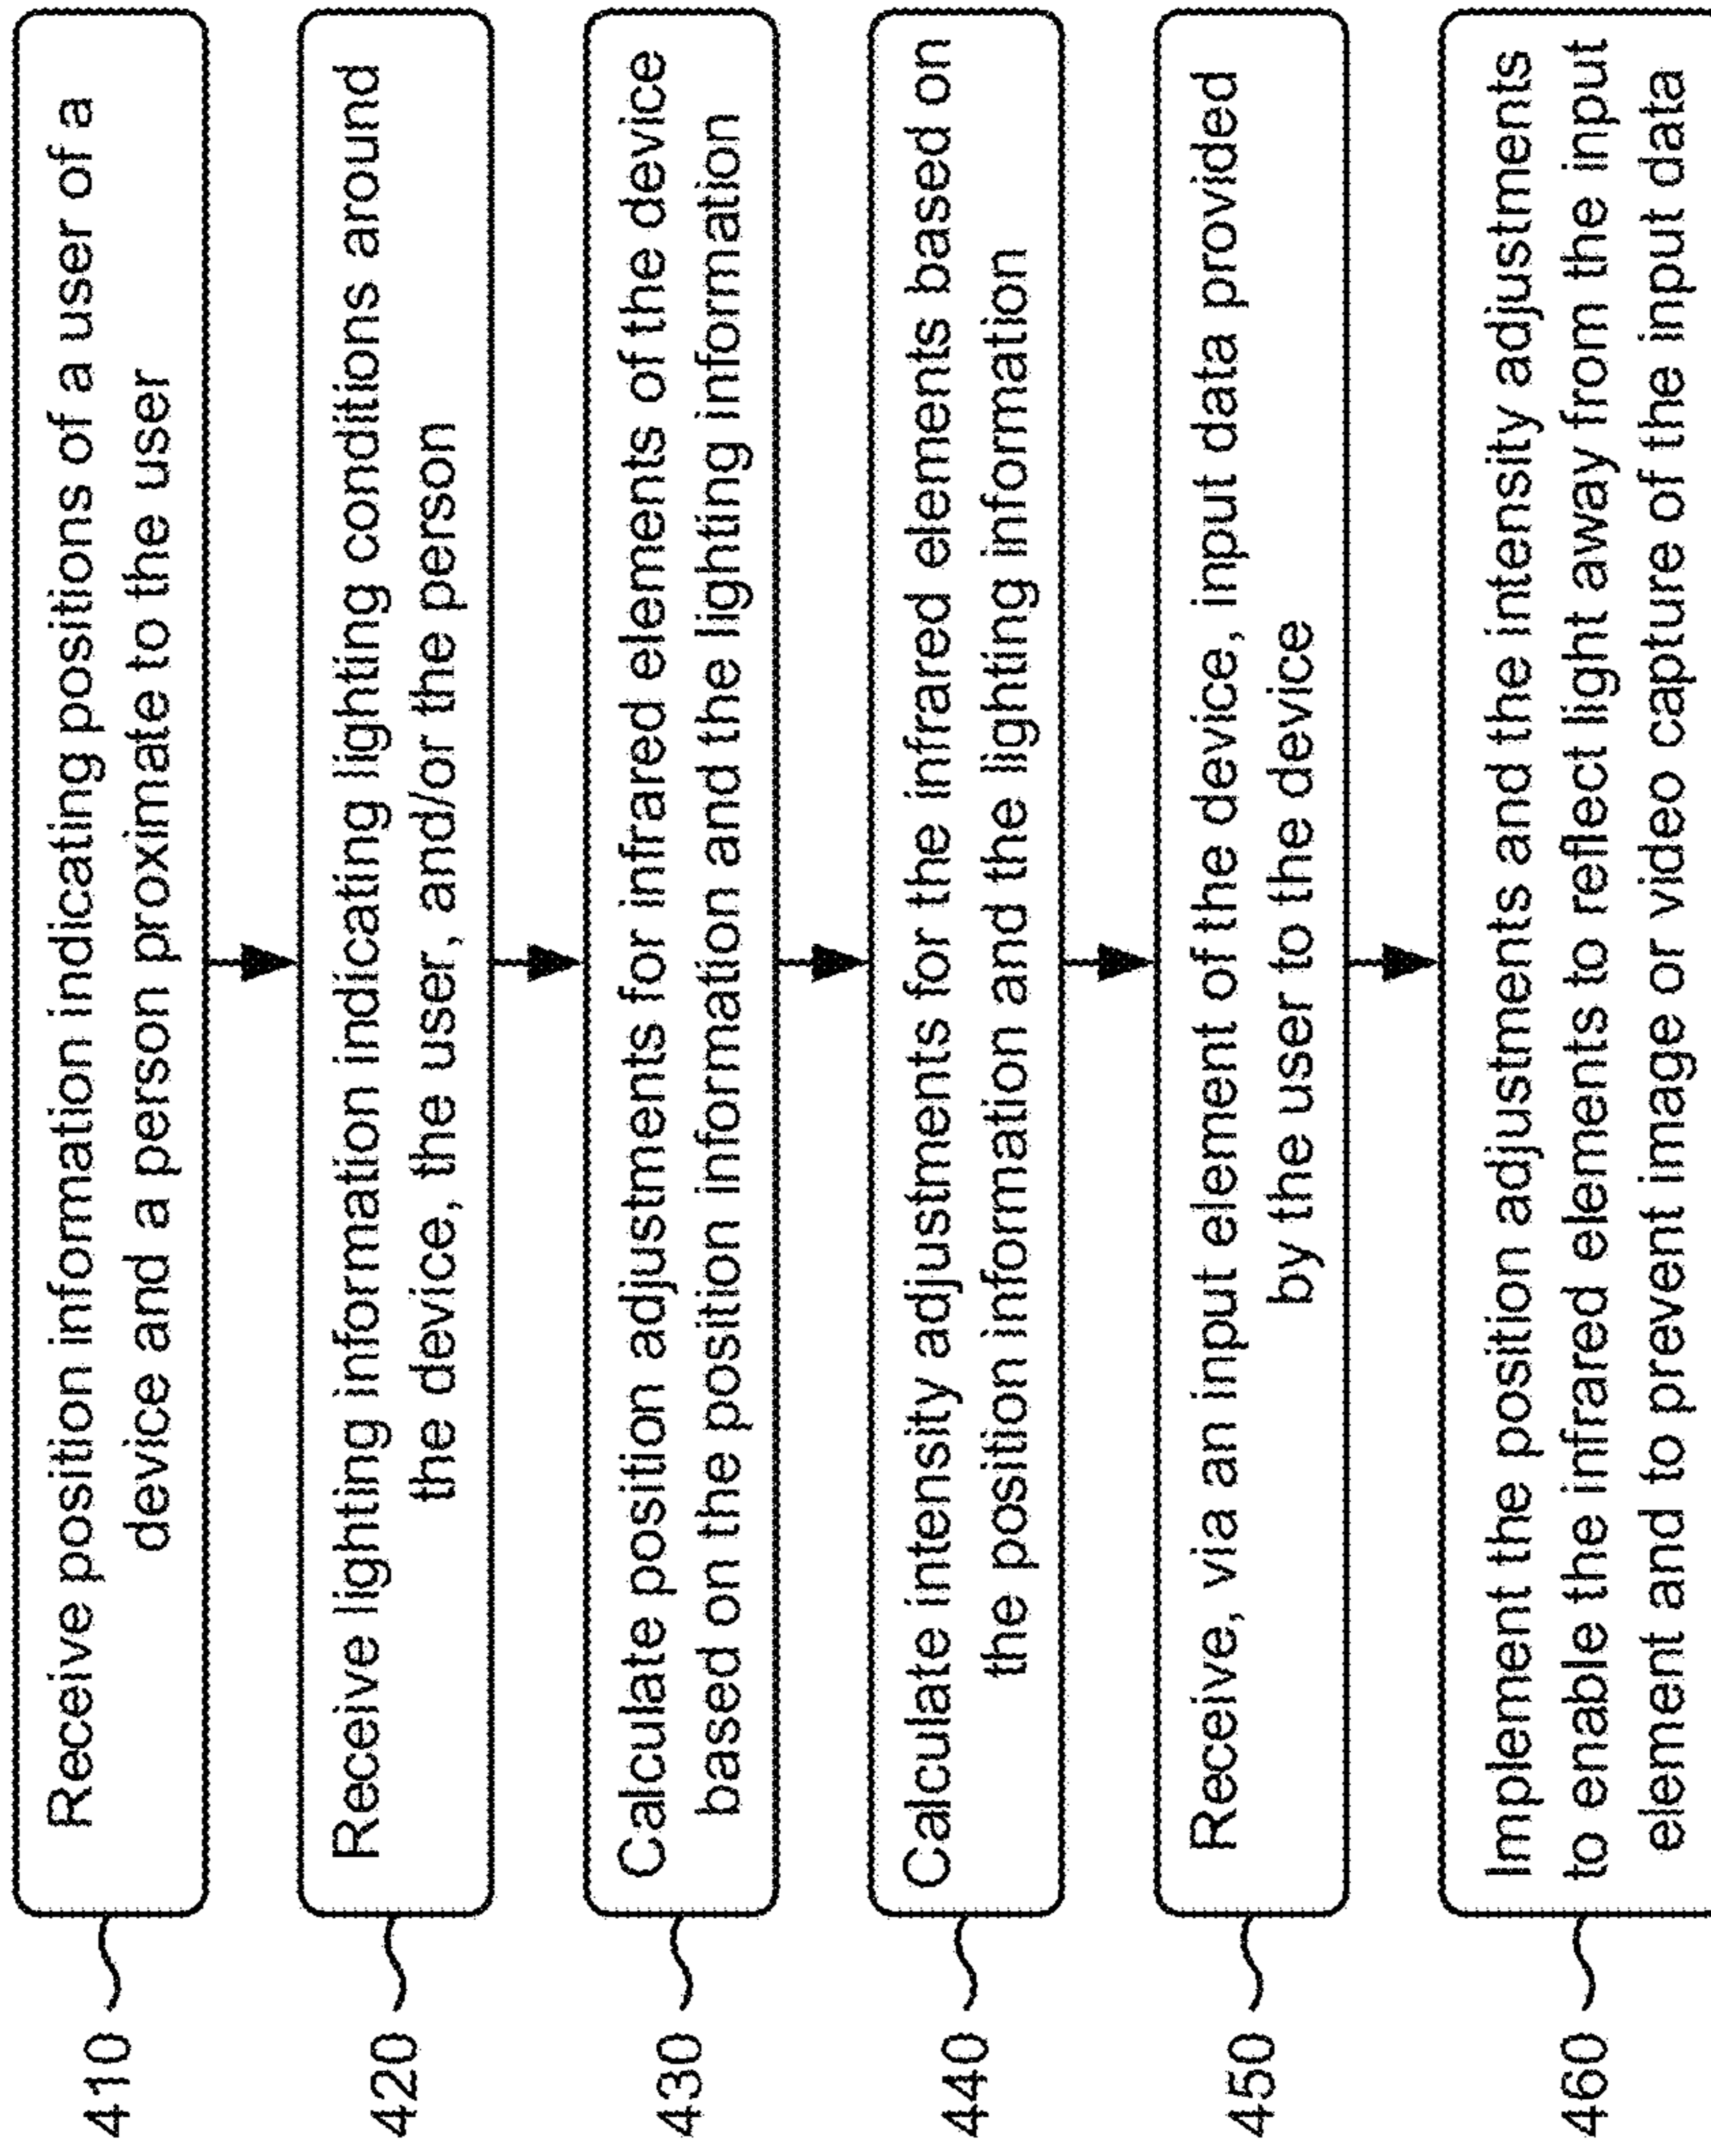 410
Receive position information indicating positions of a user of a
device and a person proximate to the user
420
Receive lighting information indicating lighting conditions around
the device, the user, and/or the person
430
Calculate position adjustments for infrared elements of the device
based on the position information and the lighting information
440
Calculate intensity adjustments for the infrared elements based on
the position information and the lighting information
450
Receive, via an input element of the device, input data provided
by the user to the device
460
Implement the position adjustments and the intensity adjustments
to enable the infrared elements to reflect light away from the input
element and to prevent image or video capture of the input data